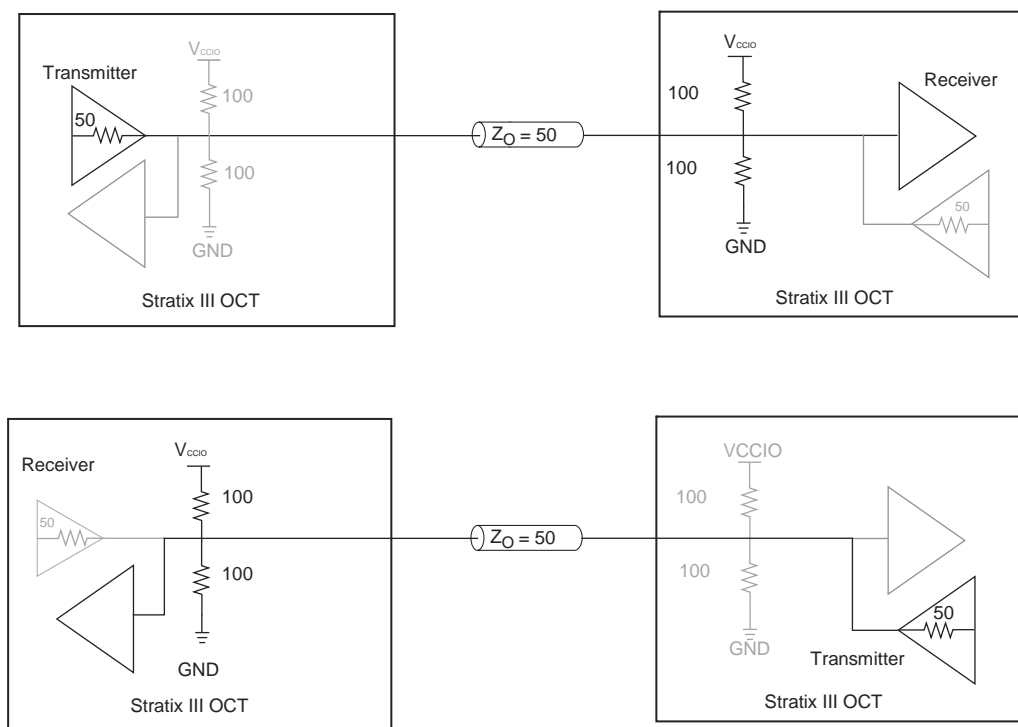 VCCIO
Transmitter
50
100
100
GND
Stratix III OCT
ZO = 50
VCCIO
100
100
GND
Receiver
50
Stratix III OCT
Receiver
50
VCCIO
100
100
GND
Stratix III OCT
ZO = 50
VCCIO
100
100
GND
50
Transmitter
Stratix III OCT